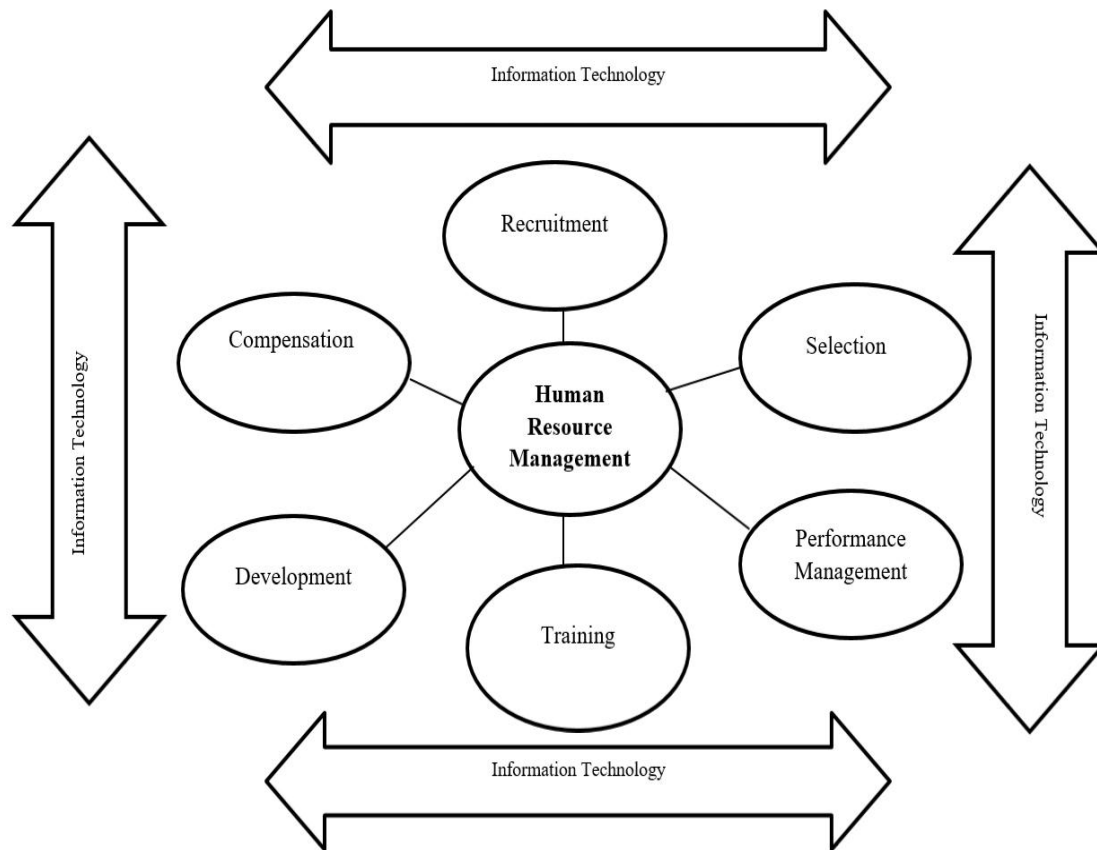 Information Technology
Recruitment
Compensation
Selection
Human
Resource
Management
Information Technology
Information Technology
Development
Performance
Management
Training
Information Technology